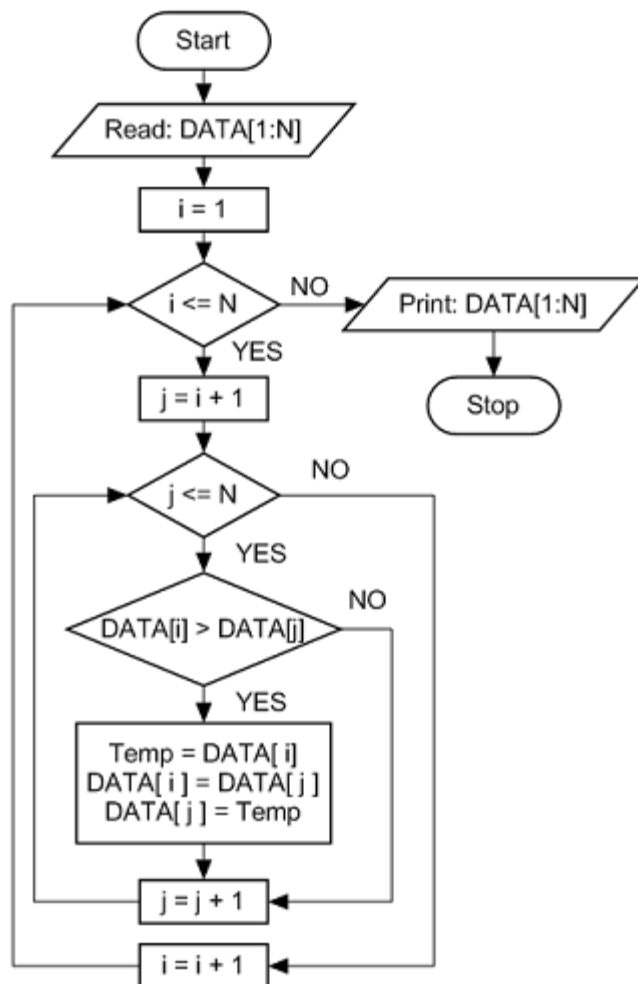 Start
Read: DATA[1:N]
i = 1
i <= N
NO
Print: DATA[1:N]
YES
j = i + 1
Stop
j <= N
NO
YES
DATA[i] > DATA[j]
NO
YES
Temp = DATA[ i]
DATA[ i ] = DATA[ j ]
DATA[ j ] = Temp
j = j + 1
i = i + 1